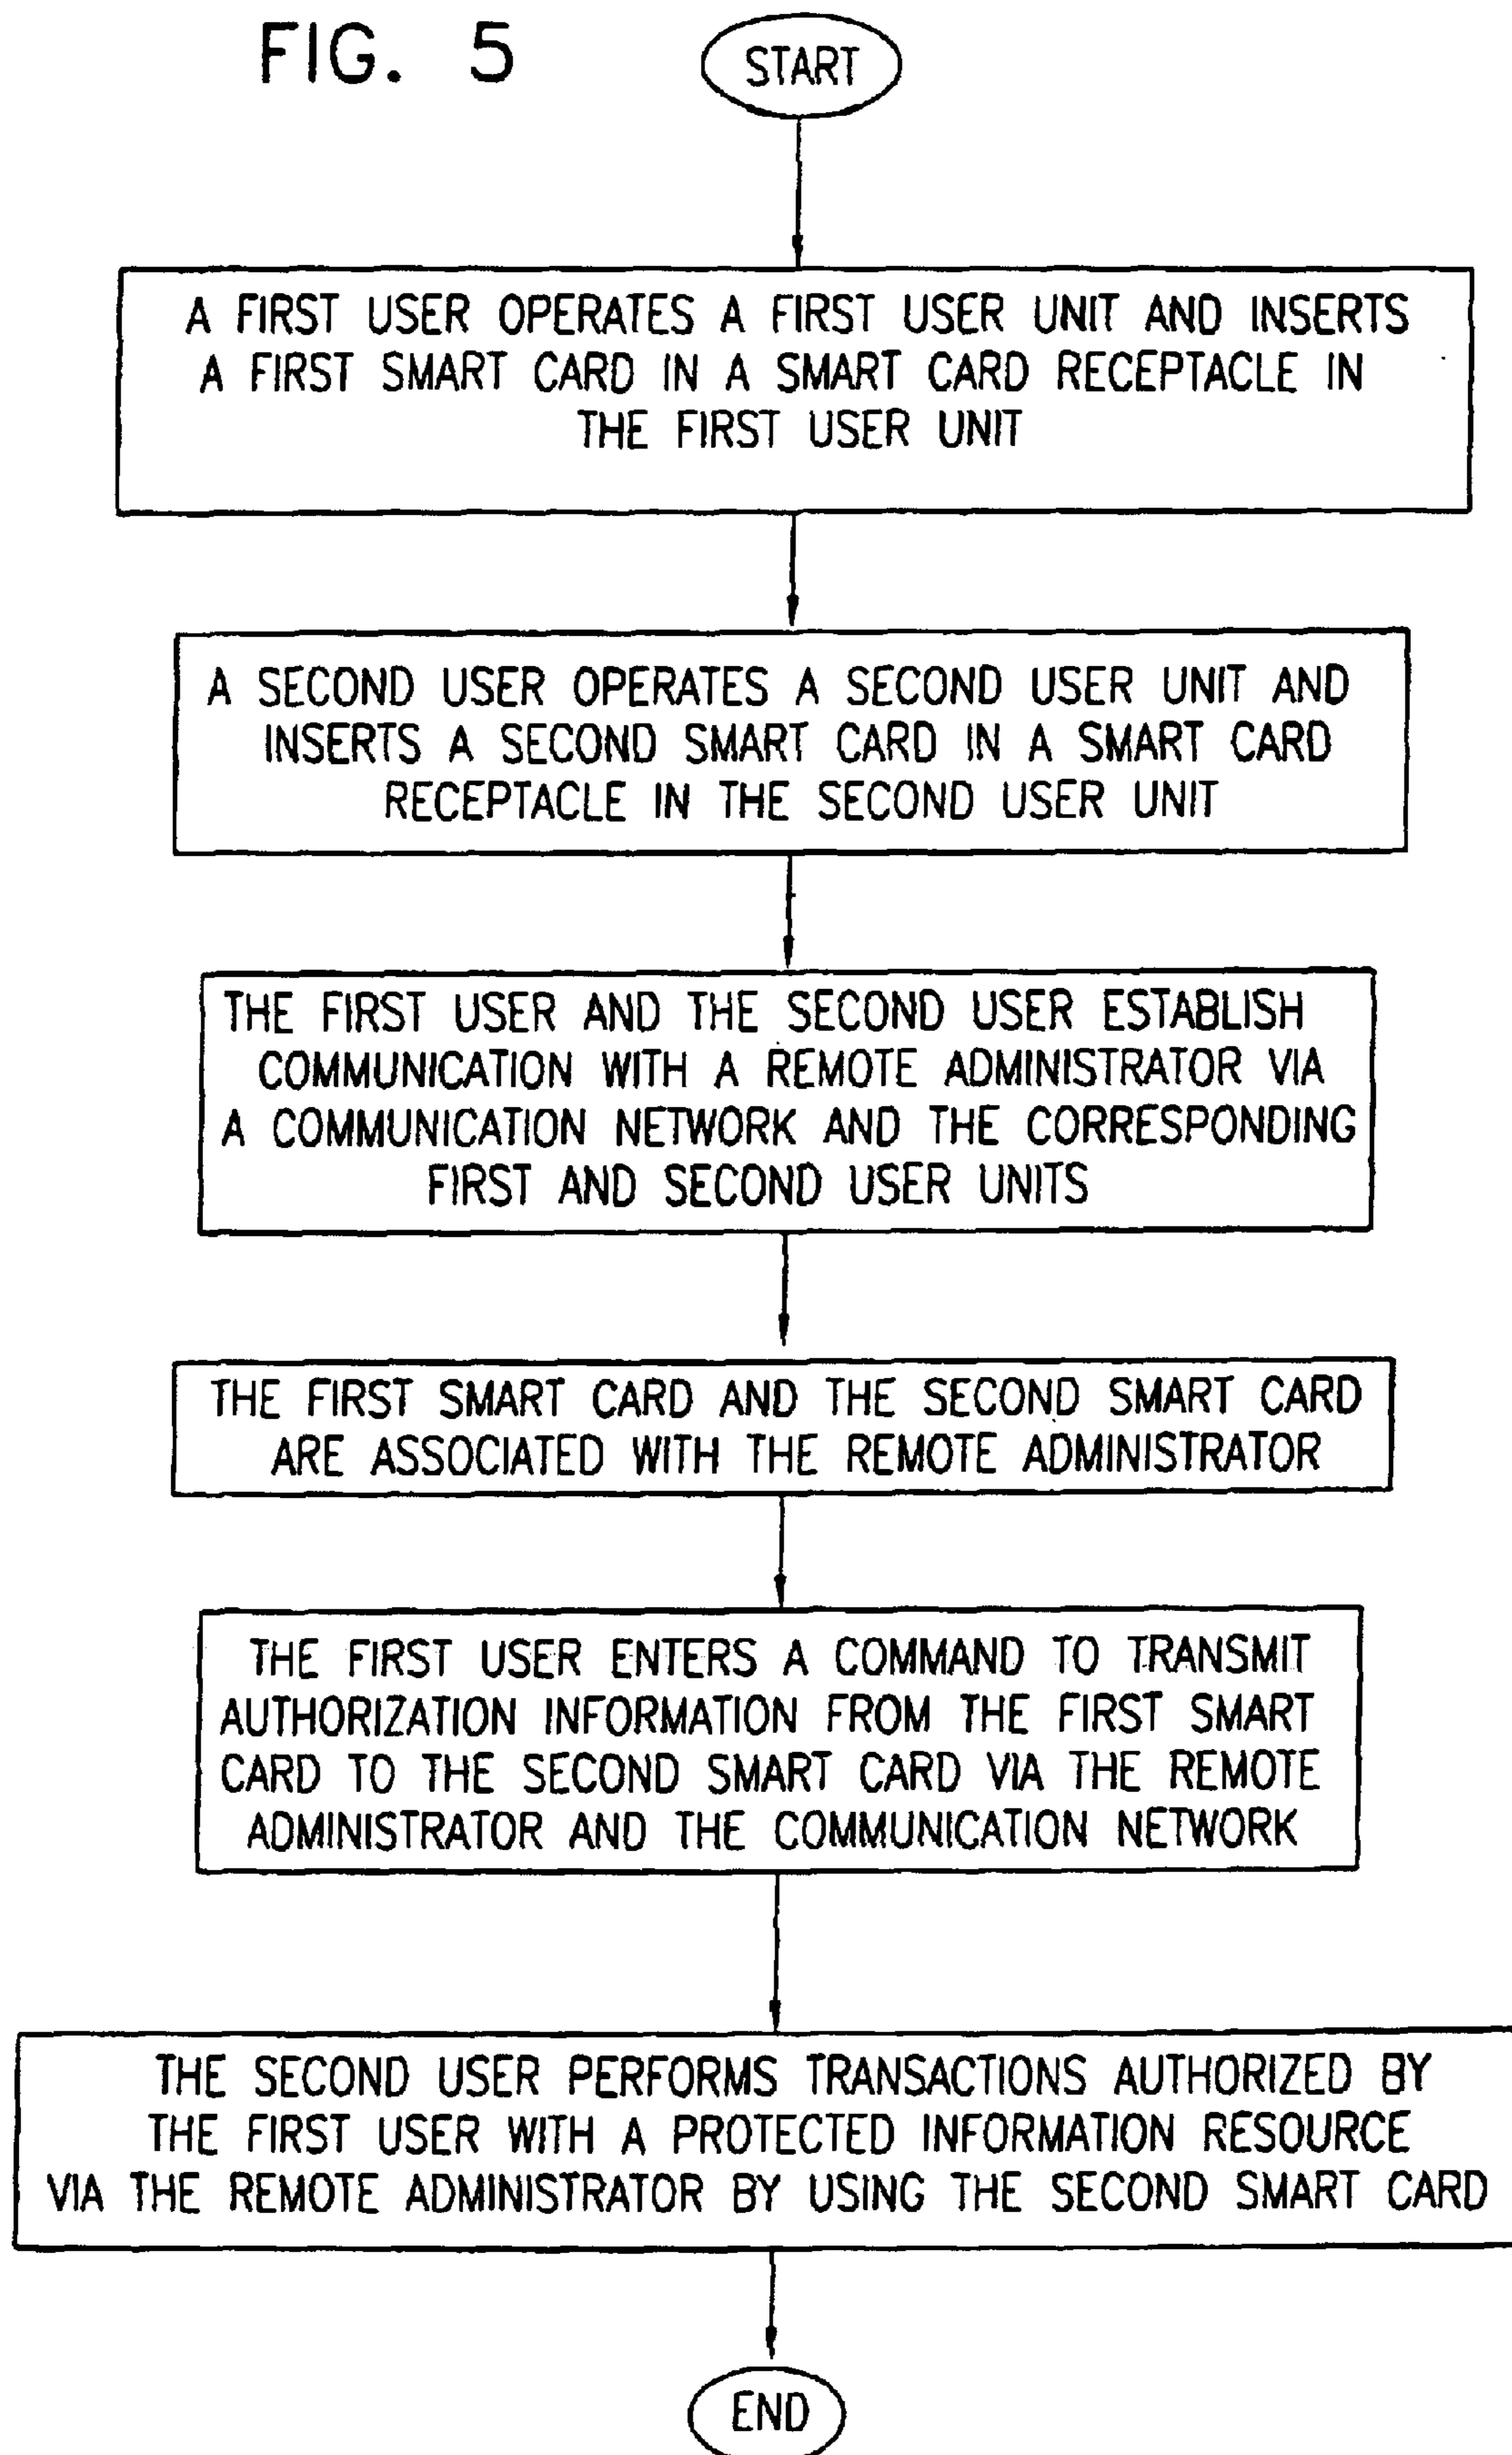 FIG. 5
START
A FIRST USER OPERATES A FIRST USER UNIT AND INSERTS
A FIRST SMART CARD IN A SMART CARD RECEPTACLE IN
THE FIRST USER UNIT
A SECOND USER OPERATES A SECOND USER UNIT AND
INSERTS A SECOND SMART CARD IN A SMART CARD
RECEPTACLE IN THE SECOND USER UNIT
THE FIRST USER AND THE SECOND USER ESTABLISH
COMMUNICATION WITH A REMOTE ADMINISTRATOR VIA
A COMMUNICATION NETWORK AND THE CORRESPONDING
FIRST AND SECOND USER UNITS
THE FIRST SMART CARD AND THE SECOND SMART CARD
ARE ASSOCIATED WITH THE REMOTE ADMINISTRATOR
THE FIRST USER ENTERS A COMMAND TO TRANSMIT
AUTHORIZATION INFORMATION FROM THE FIRST SMART
CARD TO THE SECOND SMART CARD VIA THE REMOTE
ADMINISTRATOR AND THE COMMUNICATION NETWORK
THE SECOND USER PERFORMS TRANSACTIONS AUTHORIZED BY
THE FIRST USER WITH A PROTECTED INFORMATION RESOURCE
VIA THE REMOTE ADMINISTRATOR BY USING THE SECOND SMART CARD
END